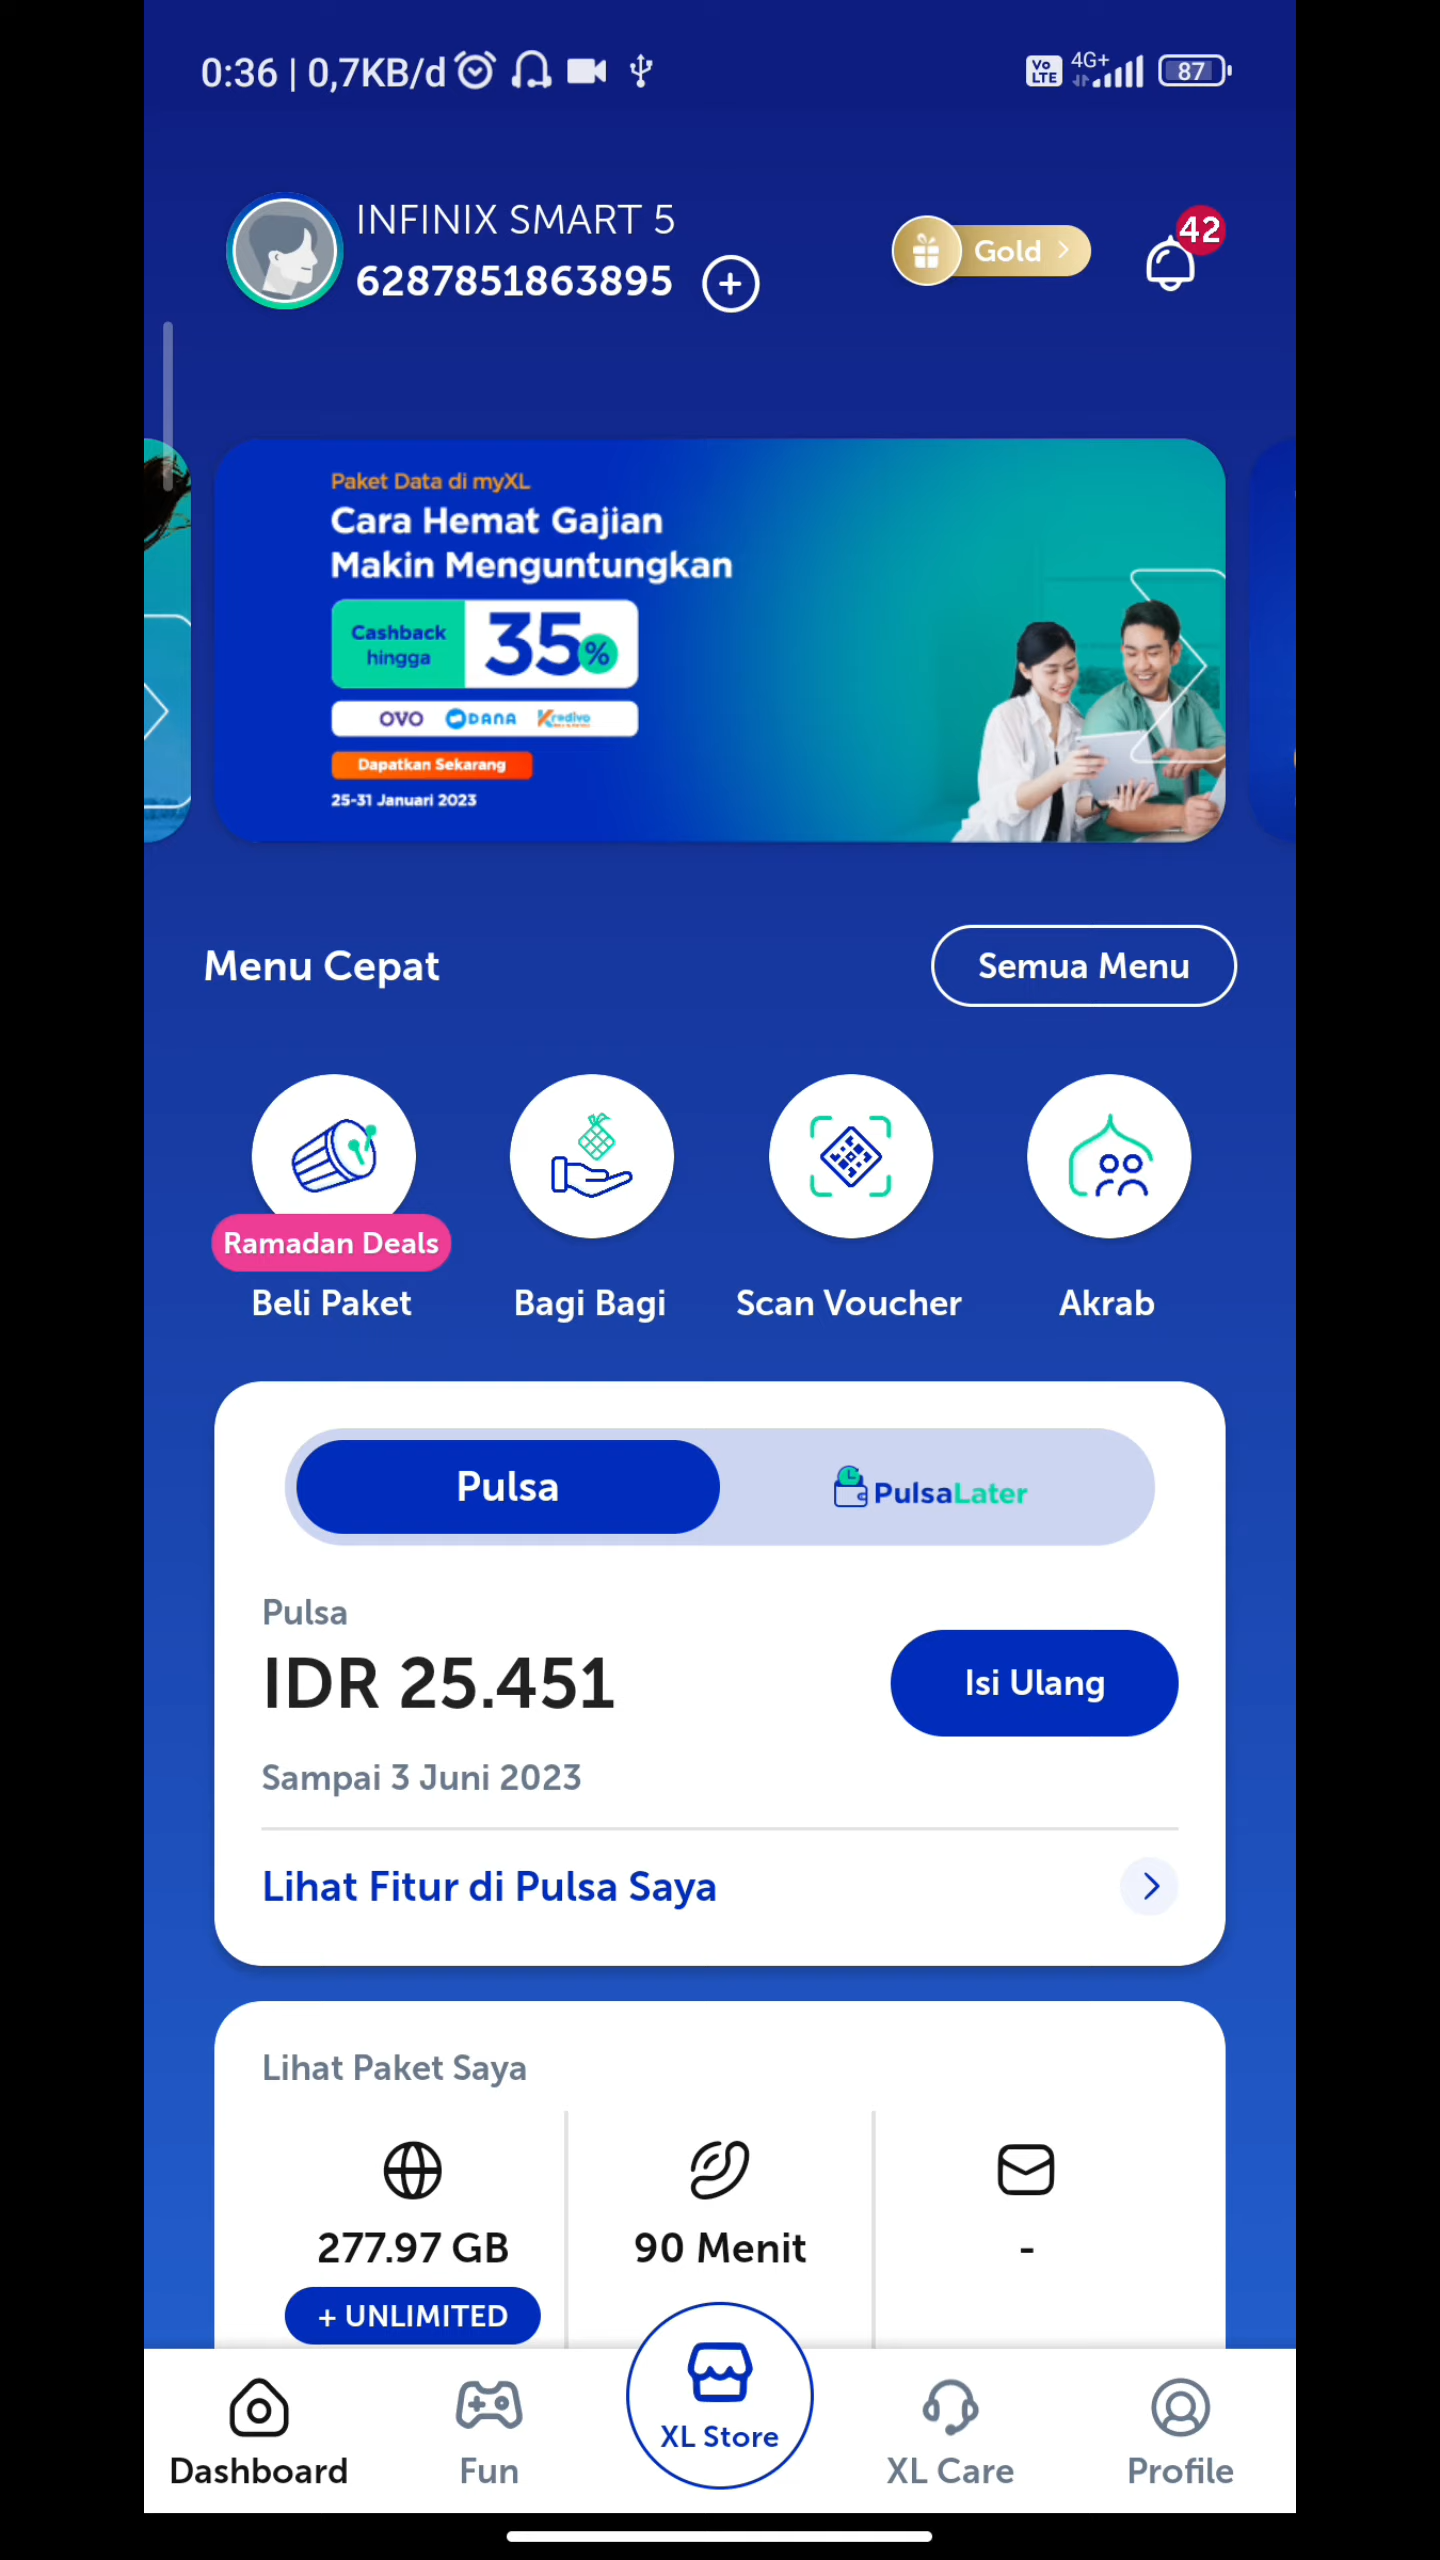 0:36 | 0,7KB/d
Vo LTE 4G+ 87
INFINIX SMART 5
6287851863895
Gold
42
Paket Data di myXL
Cara Hemat Gajian
Makin Menguntungkan
Cashback hingga 35%
OVO DANA Kredivo
Dapatkan Sekarang
25-31 Januari 2023
Menu Cepat
Semua Menu
Ramadan Deals
Beli Paket
Bagi Bagi
Scan Voucher
Akrab
Pulsa
PulsaLater
Pulsa
IDR 25.451
Isi Ulang
Sampai 3 Juni 2023
Lihat Fitur di Pulsa Saya
Lihat Paket Saya
277.97 GB
90 Menit
-
+ UNLIMITED
Dashboard
Fun
XL Store
XL Care
Profile